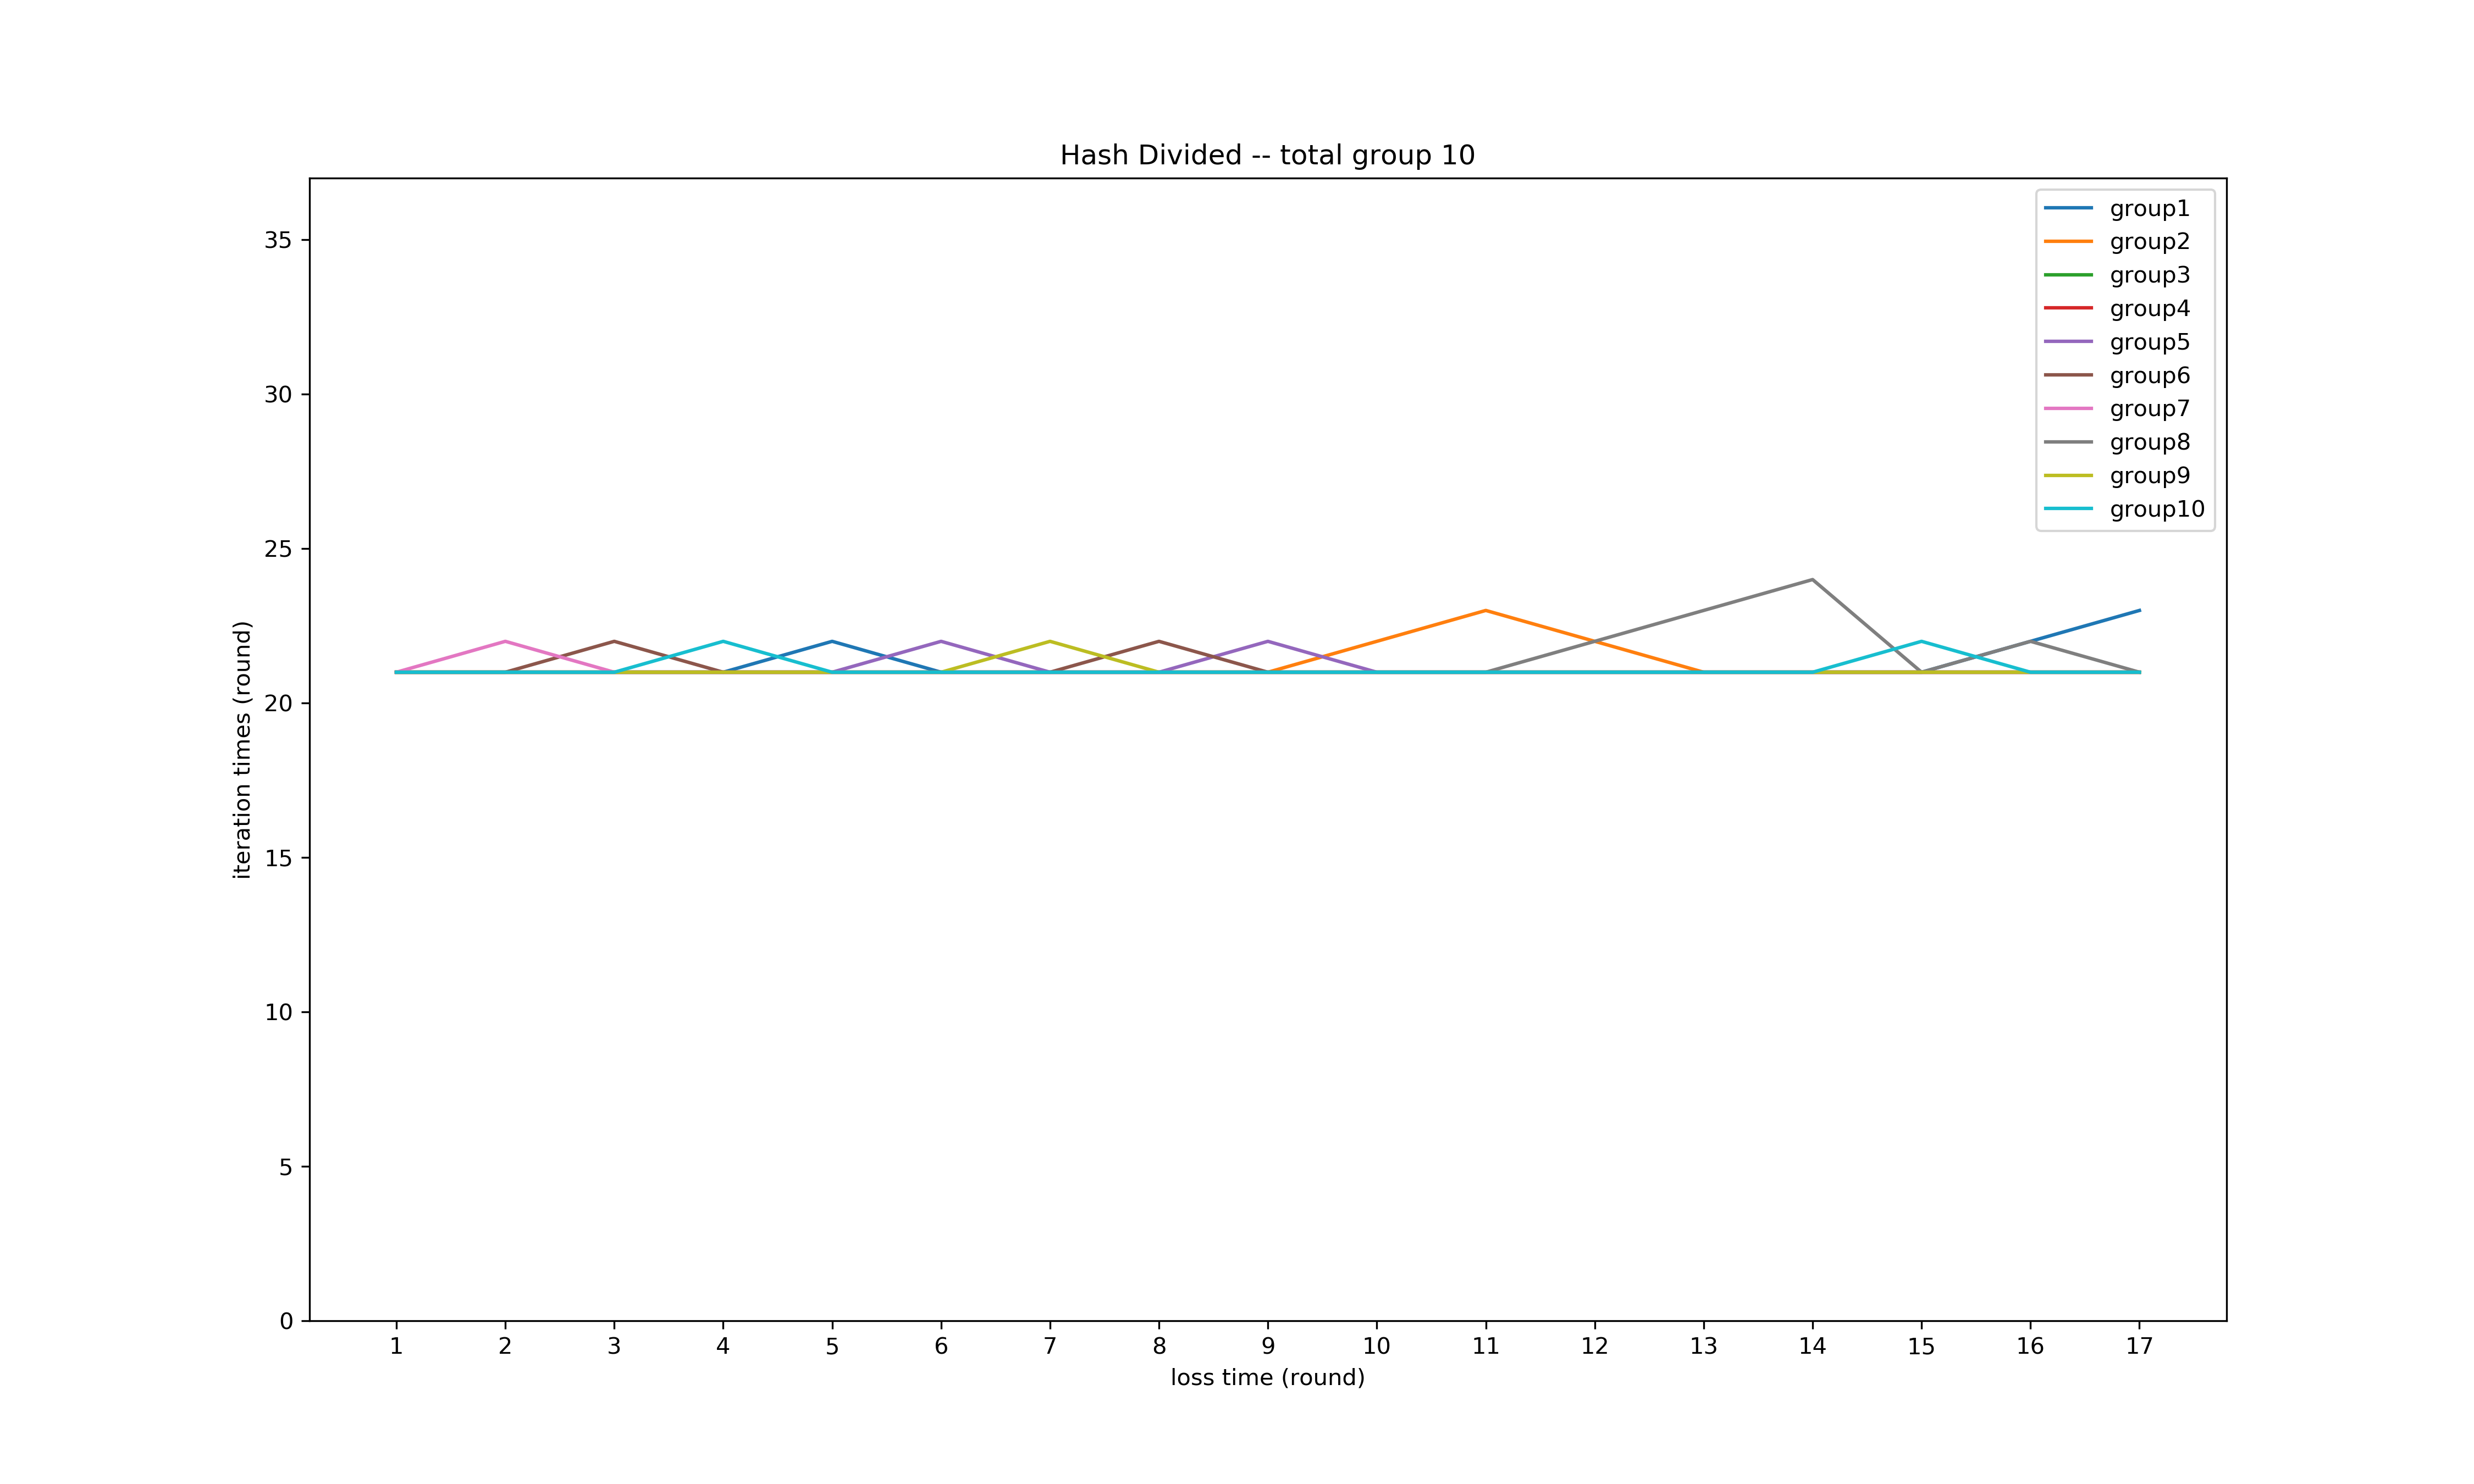 Hash Divided -- total group 10
35
30
25
20
15
10
5
0
iteration times (round)
group1
group2
group3
group4
group5
group6
group7
group8
group9
group10
1 2 3 4 5 6 7 8 9 10 11 12 13 14 15 16 17
loss time (round)